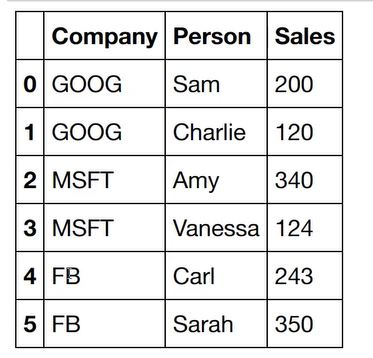 Company Person Sales
0 GOOG Sam 200
1 GOOG Charlie 120
2 MSFT Amy 340
3 MSFT Vanessa 124
4 FB Carl 243
5 FB Sarah 350